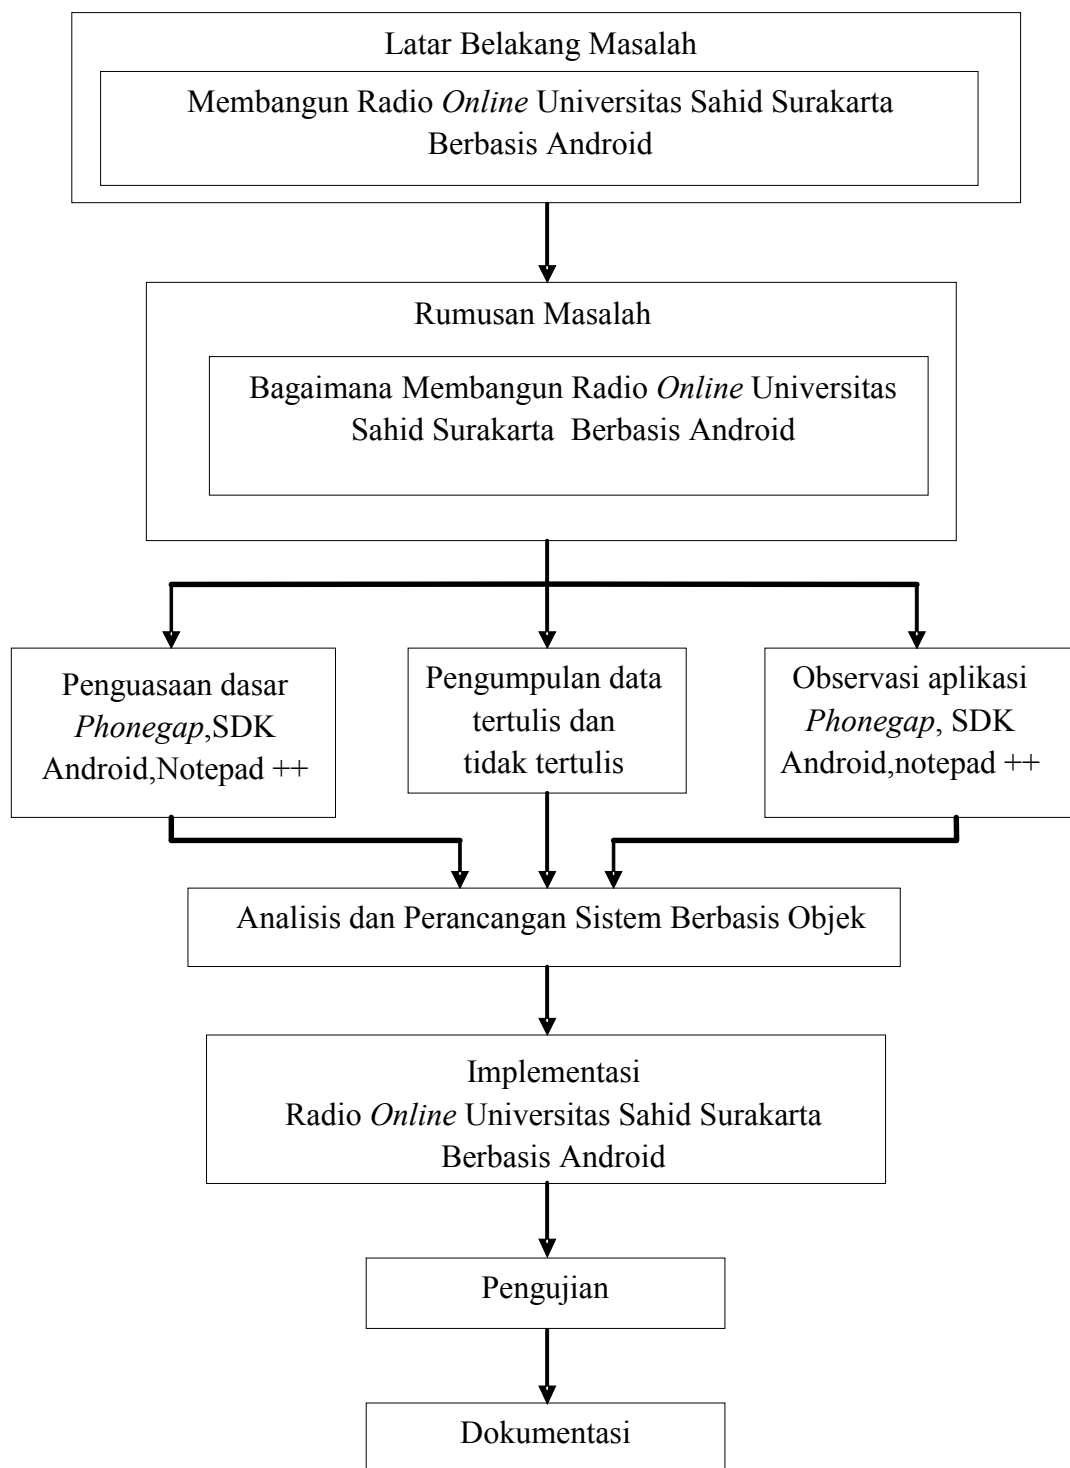 Latar Belakang Masalah
Membangun Radio Online Universitas Sahid Surakarta
Berbasis Android
Rumusan Masalah
Bagaimana Membangun Radio Online Universitas
Sahid Surakarta  Berbasis Android
Penguasaan dasar
Phonegap,SDK
Android,Notepad ++
Pengumpulan data
tertulis dan
tidak tertulis
Observasi aplikasi
Phonegap, SDK
Android,notepad ++
Analisis dan Perancangan Sistem Berbasis Objek
Implementasi
Radio Online Universitas Sahid Surakarta
Berbasis Android
Pengujian
Dokumentasi